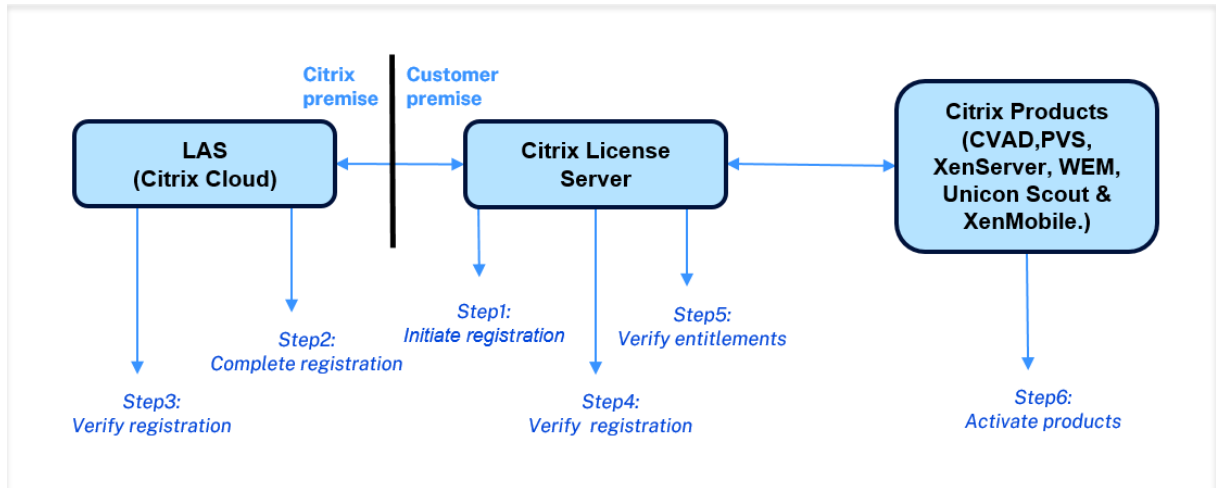 Citrix
premise
Customer
premise
LAS
(Citrix Cloud)
Citrix License
Server
Citrix Products
(CVAD,PVS,
XenServer, WEM,
Unicon Scout &
XenMobile.)
Step1:
Initiate registration
Step5:
Verify entitlements
Step2:
Complete registration
Step3:
Verify registration
Step4:
Verify  registration
Step6:
Activate products